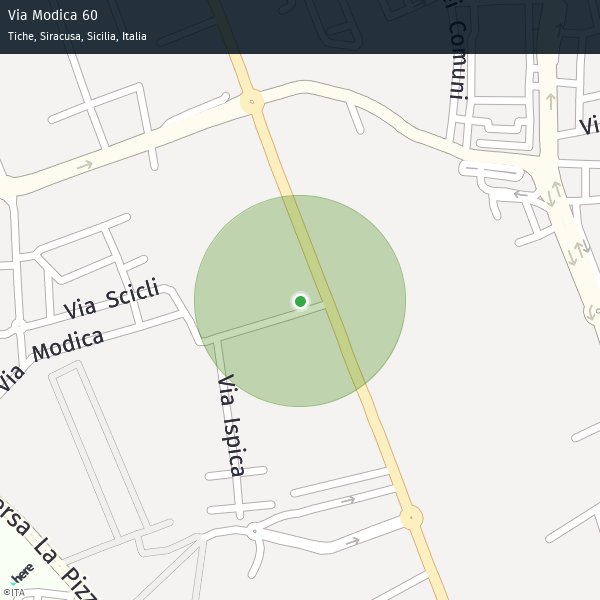 Via Modica 60
Tiche, Siracusa, Sicilia, Italia
i Comuni
Vi
Via Scicli
Via Modica
Via Ispica
ersa La Pizz
here
©ITA